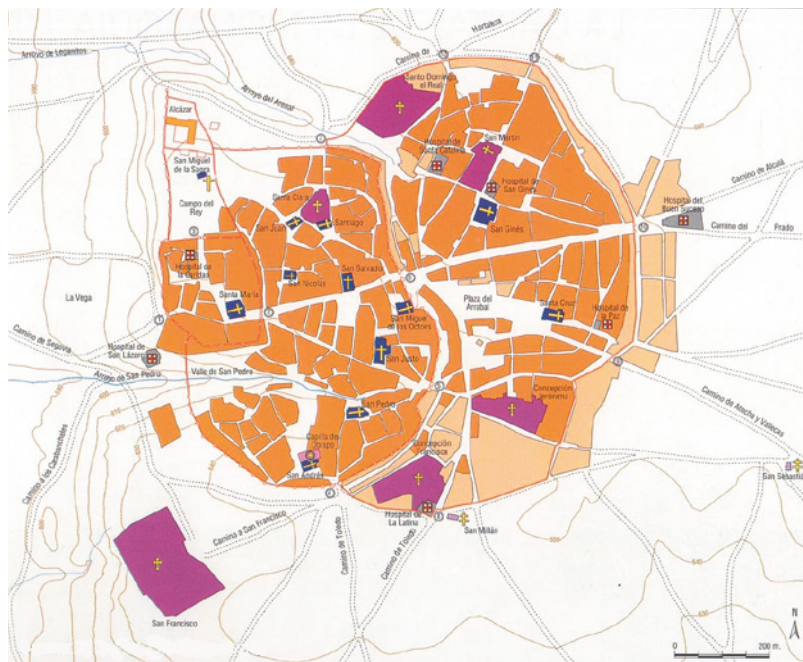 Arroyo de Leganitos
Camino de
Hortaleza
Santo Domingo
el Real
Arroyo del Arenal
Alcázar
San Miguel
de la Sagra
Campo del
Rey
Hospital de
Santa Catalina
San Martín
Hospital de
San Ginés
San Ginés
Camino de Alcalá
Hospital del
Buen Suceso
Camino del
Prado
Santa Clara
San Juan
Santiago
Hospital de
la Caridad
San Nicolás
San Salvador
Santa María
La Vega
San Miguel
de los Octoes
Plaza del
Arrabal
Santa Cruz
Hospital de
la Paz
Camino de Segovia
Hospital de
San Lázaro
Arroyo de San Pedro
Valle de San Pedro
San Justo
San Pedro
Concepción
Jerónima
Camino de Atocha y Vallecas
Capilla del
Obispo
San Andrés
Concepción
Francisca
San Sebastián
Camino a los Carabancheles
Hospital de
La Latina
San Millán
Camino a San Francisco
Camino de Toledo
Camino de Toledo
San Francisco
N
0 200 m.